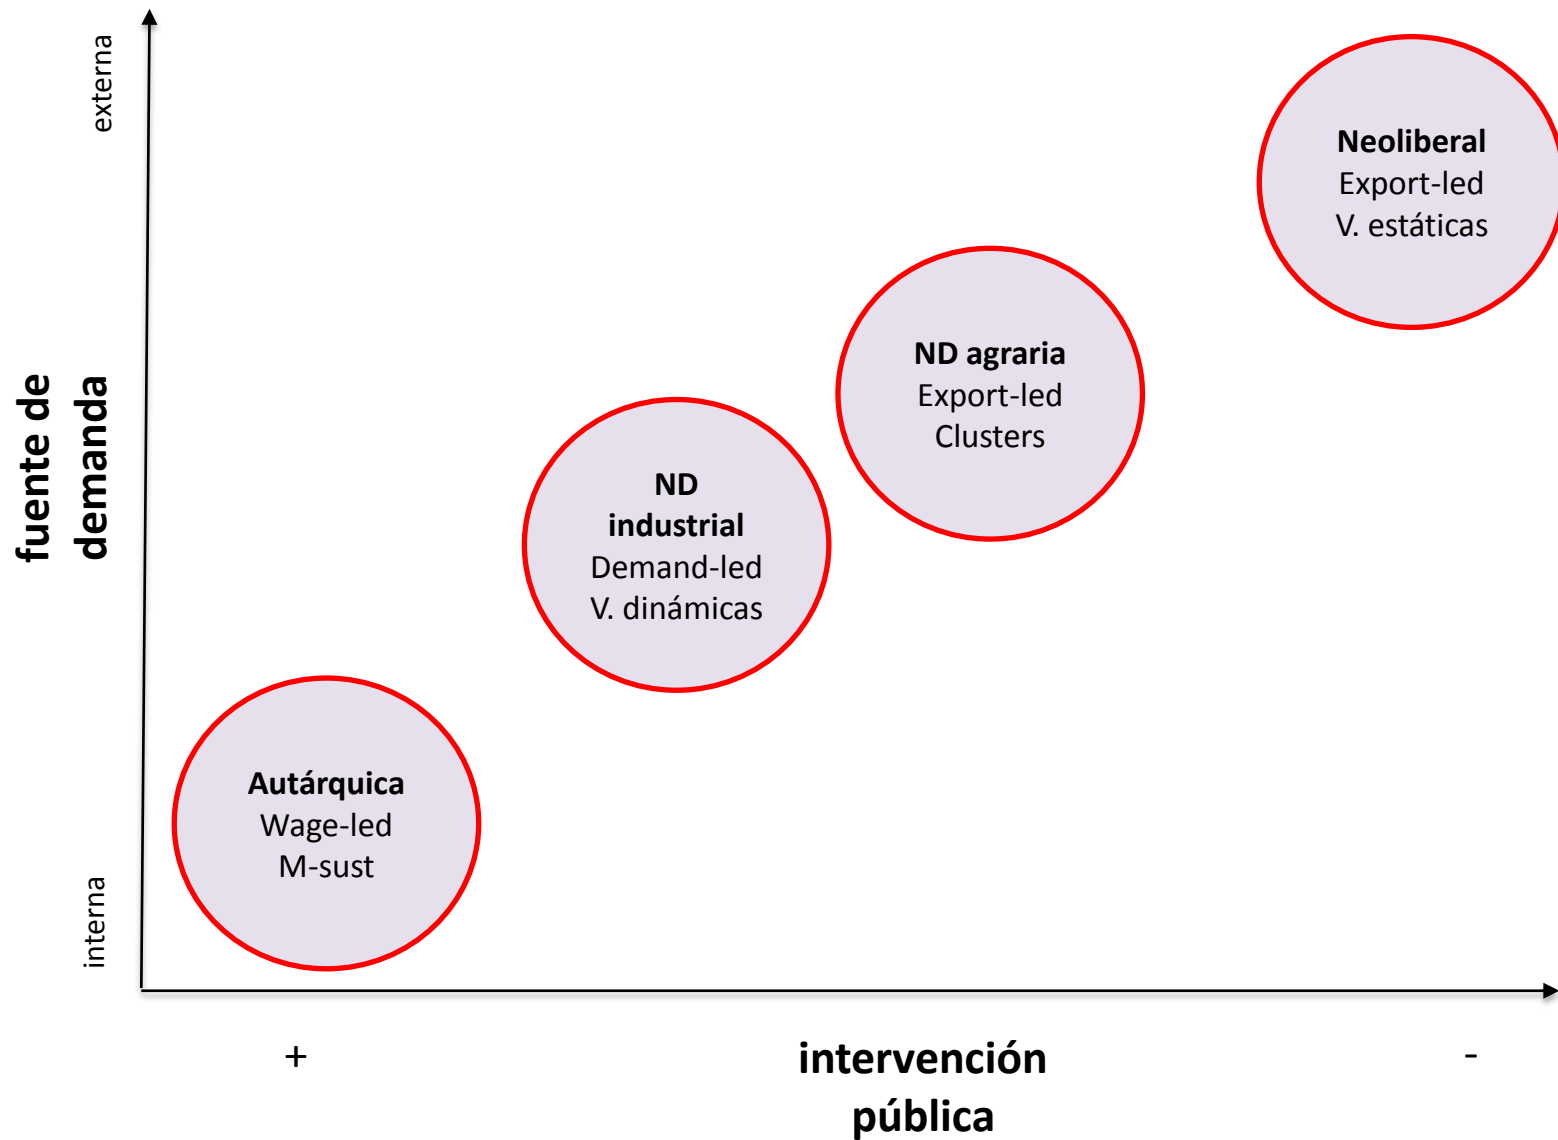 externa
fuente de
demanda
interna
Neoliberal
Export-led
V. estáticas
ND agraria
Export-led
Clusters
ND
industrial
Demand-led
V. dinámicas
Autárquica
Wage-led
M-sust
+
intervención
pública
-